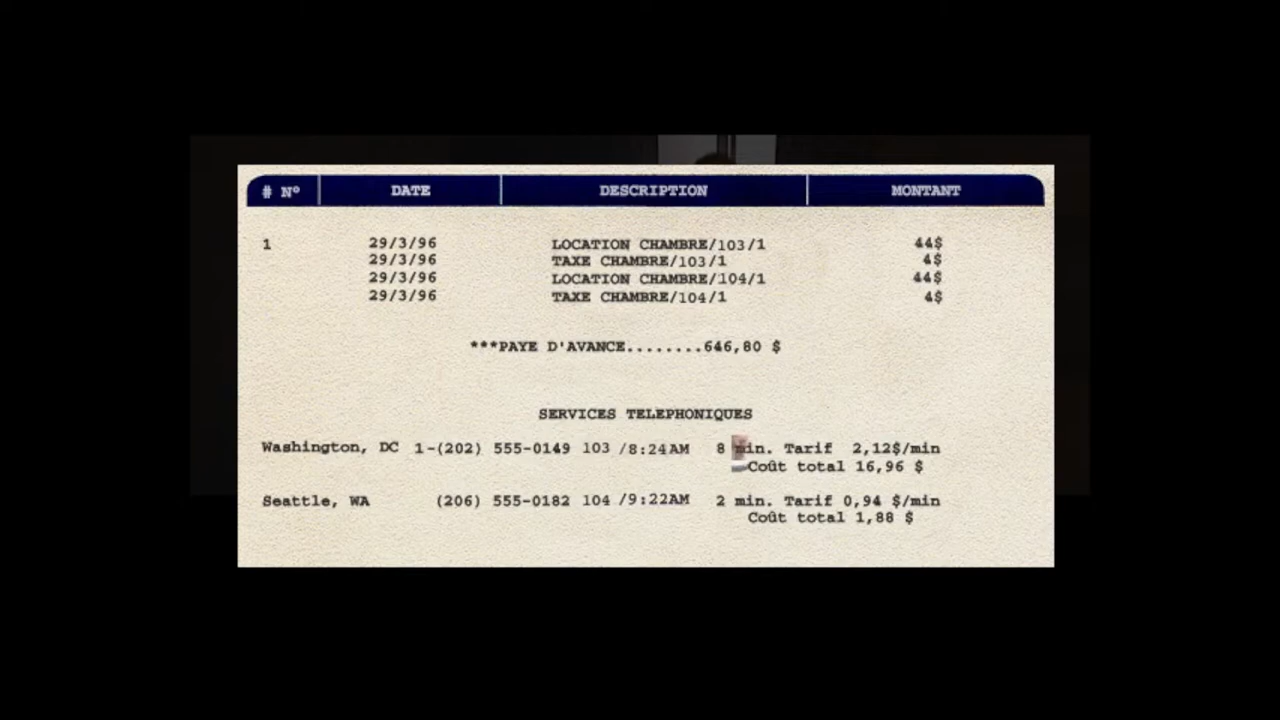 # Nº DATE DESCRIPTION MONTANT
1 29/3/96 LOCATION CHAMBRE/103/1 44$
29/3/96 TAXE CHAMBRE/103/1 4$
29/3/96 LOCATION CHAMBRE/104/1 44$
29/3/96 TAXE CHAMBRE/104/1 4$
***PAYE D'AVANCE........646,80 $
SERVICES TELEPHONIQUES
Washington, DC 1-(202) 555-0149 103 /8:24AM 8 min. Tarif 2,12$/min
Coût total 16,96 $
Seattle, WA (206) 555-0182 104 /9:22AM 2 min. Tarif 0,94 $/min
Coût total 1,88 $